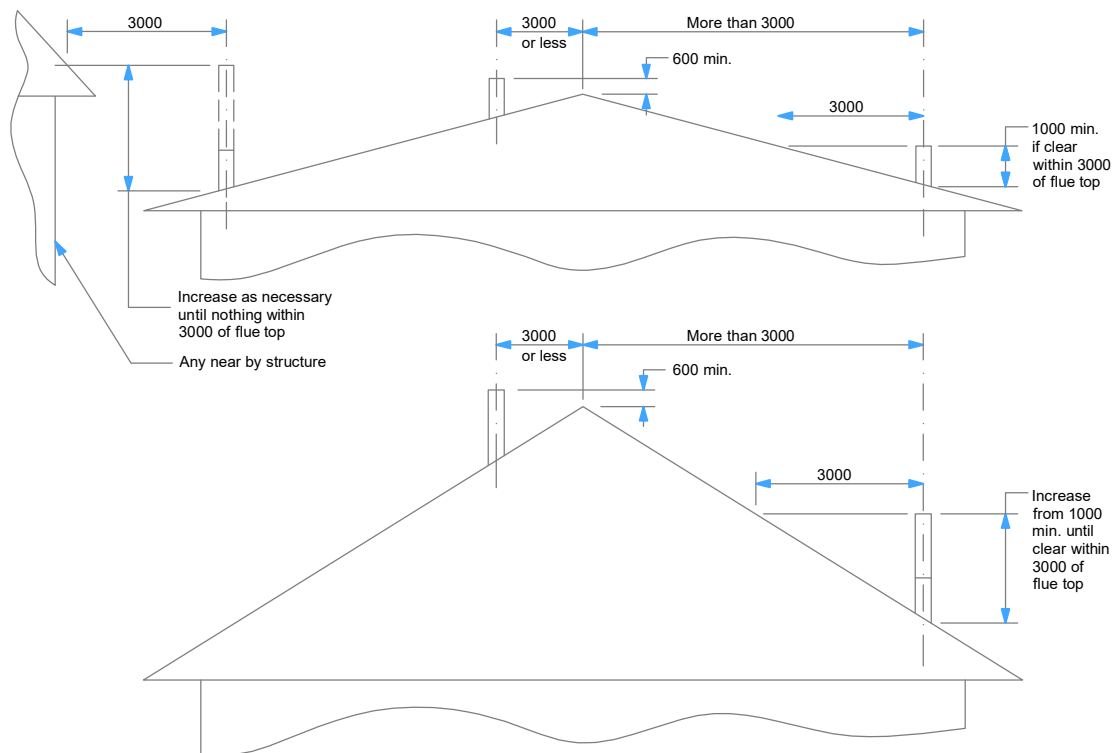 3000
3000
or less
More than 3000
600 min.
3000
1000 min.
if clear
within 3000
of flue top
Increase as necessary
until nothing within
3000 of flue top
Any near by structure
3000
or less
More than 3000
600 min.
3000
Increase
from 1000
min. until
clear within
3000 of
flue top